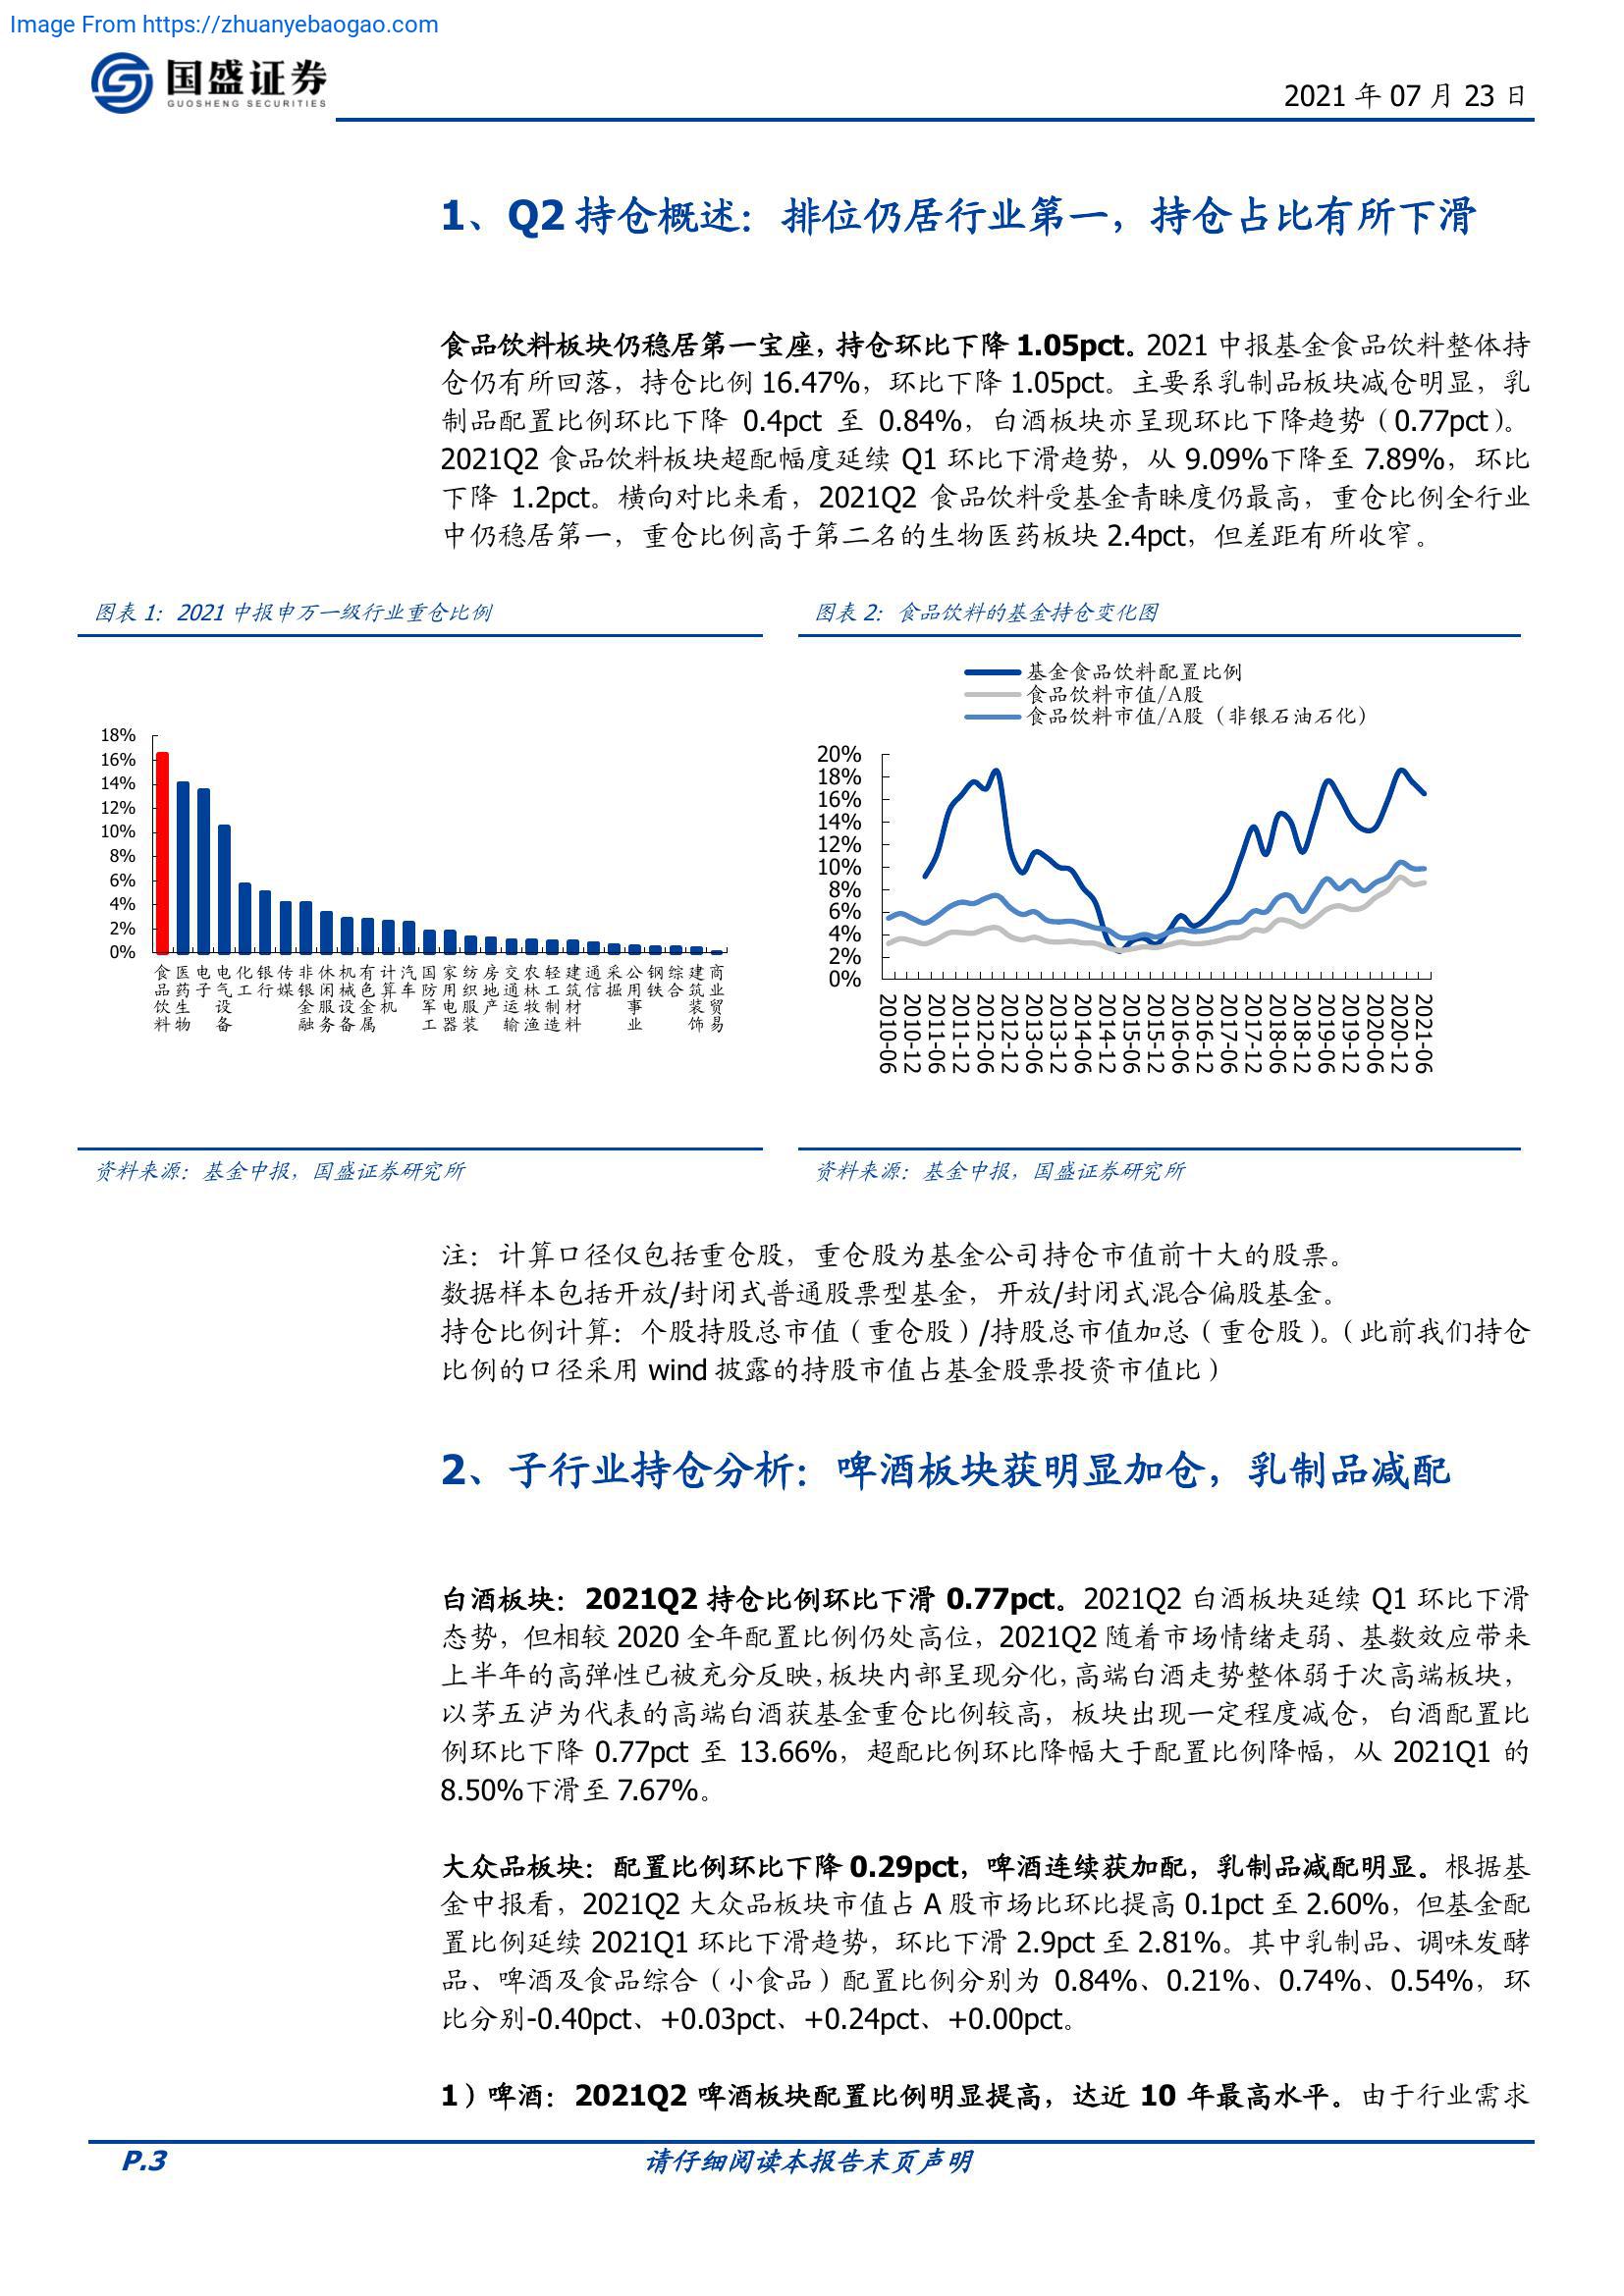 Image From https://zhuanyebaogao.com
国盛证券
GUOSHENG SECURITIES
2021 年 07 月 23 日
1、Q2 持仓概述：排位仍居行业第一，持仓占比有所下滑
食品饮料板块仍稳居第一宝座，持仓环比下降 1.05pct。2021 中报基金食品饮料整体持
仓仍有所回落，持仓比例 16.47%，环比下降 1.05pct。主要系乳制品板块减仓明显，乳
制品配置比例环比下降 0.4pct 至 0.84%，白酒板块亦呈现环比下降趋势（0.77pct）。
2021Q2 食品饮料板块超配幅度延续 Q1 环比下滑趋势，从 9.09%下降至 7.89%，环比
下降 1.2pct。横向对比来看，2021Q2 食品饮料受基金青睐度仍最高，重仓比例全行业
中仍稳居第一，重仓比例高于第二名的生物医药板块 2.4pct，但差距有所收窄。
图表 1：2021 中报申万一级行业重仓比例
18%
16%
14%
12%
10%
8%
6%
4%
2%
0%
食品饮料
医药生物
电子
电气设备
化工
银行
传媒
非银金融
休闲服务
机械设备
有色金属
计算机
汽车
国防军工
家用电器
纺织服装
房地产
交通运输
农林牧渔
轻工制造
建筑材料
通信
采掘
公用事业
钢铁
综合
建筑装饰
商业贸易
资料来源：基金中报，国盛证券研究所
图表 2：食品饮料的基金持仓变化图
基金食品饮料配置比例
食品饮料市值/A股
食品饮料市值/A股（非银石油石化）
20%
18%
16%
14%
12%
10%
8%
6%
4%
2%
0%
2010-06
2010-12
2011-06
2011-12
2012-06
2012-12
2013-06
2013-12
2014-06
2014-12
2015-06
2015-12
2016-06
2016-12
2017-06
2017-12
2018-06
2018-12
2019-06
2019-12
2020-06
2020-12
2021-06
资料来源：基金中报，国盛证券研究所
注：计算口径仅包括重仓股，重仓股为基金公司持仓市值前十大的股票。
数据样本包括开放/封闭式普通股票型基金，开放/封闭式混合偏股基金。
持仓比例计算：个股持股总市值（重仓股）/持股总市值加总（重仓股）。（此前我们持仓
比例的口径采用 wind 披露的持股市值占基金股票投资市值比）
2、子行业持仓分析：啤酒板块获明显加仓，乳制品减配
白酒板块：2021Q2 持仓比例环比下滑 0.77pct。2021Q2 白酒板块延续 Q1 环比下滑
态势，但相较 2020 全年配置比例仍处高位，2021Q2 随着市场情绪走弱、基数效应带来
上半年的高弹性已被充分反映，板块内部呈现分化，高端白酒走势整体弱于次高端板块，
以茅五泸为代表的高端白酒获基金重仓比例较高，板块出现一定程度减仓，白酒配置比
例环比下降 0.77pct 至 13.66%，超配比例环比降幅大于配置比例降幅，从 2021Q1 的
8.50%下滑至 7.67%。
大众品板块：配置比例环比下降 0.29pct，啤酒连续获加配，乳制品减配明显。根据基
金中报看，2021Q2 大众品板块市值占 A 股市场比环比提高 0.1pct 至 2.60%，但基金配
置比例延续 2021Q1 环比下滑趋势，环比下滑 2.9pct 至 2.81%。其中乳制品、调味发酵
品、啤酒及食品综合（小食品）配置比例分别为 0.84%、0.21%、0.74%、0.54%，环
比分别-0.40pct、+0.03pct、+0.24pct、+0.00pct。
1）啤酒：2021Q2 啤酒板块配置比例明显提高，达近 10 年最高水平。由于行业需求
P.3
请仔细阅读本报告末页声明